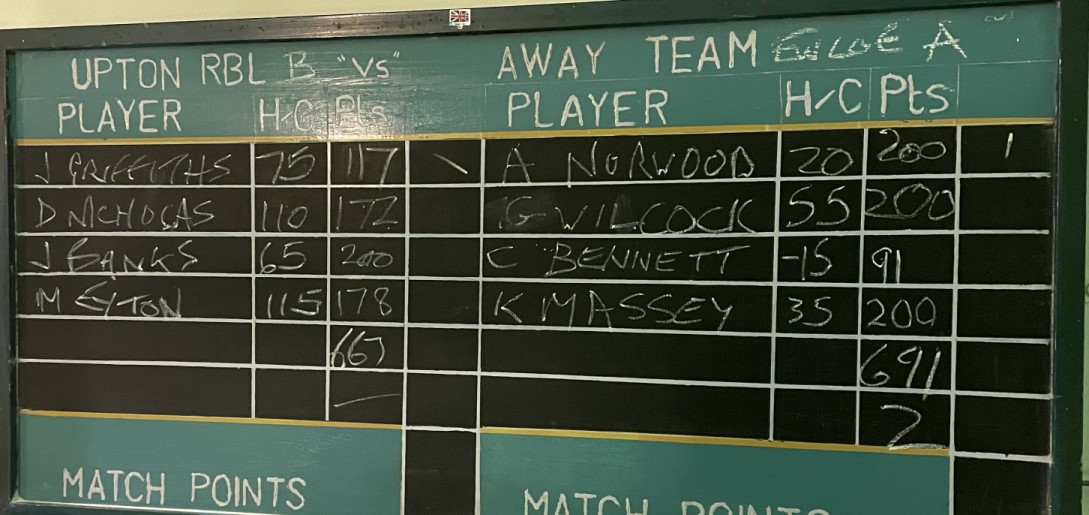 UPTON RBL B "VS" AWAY TEAM EWLOE A
PLAYER H/C Pts PLAYER H/C Pts
J GRIFFITHS 75 117 A NORWOOD 20 200 1
D NICHOLAS 110 172 G WILCOCK 55 200
J BANKS 65 200 C BENNETT -15 91
M EYTON 115 178 K MASSEY 35 200
667 691
2
MATCH POINTS MATCH POINTS